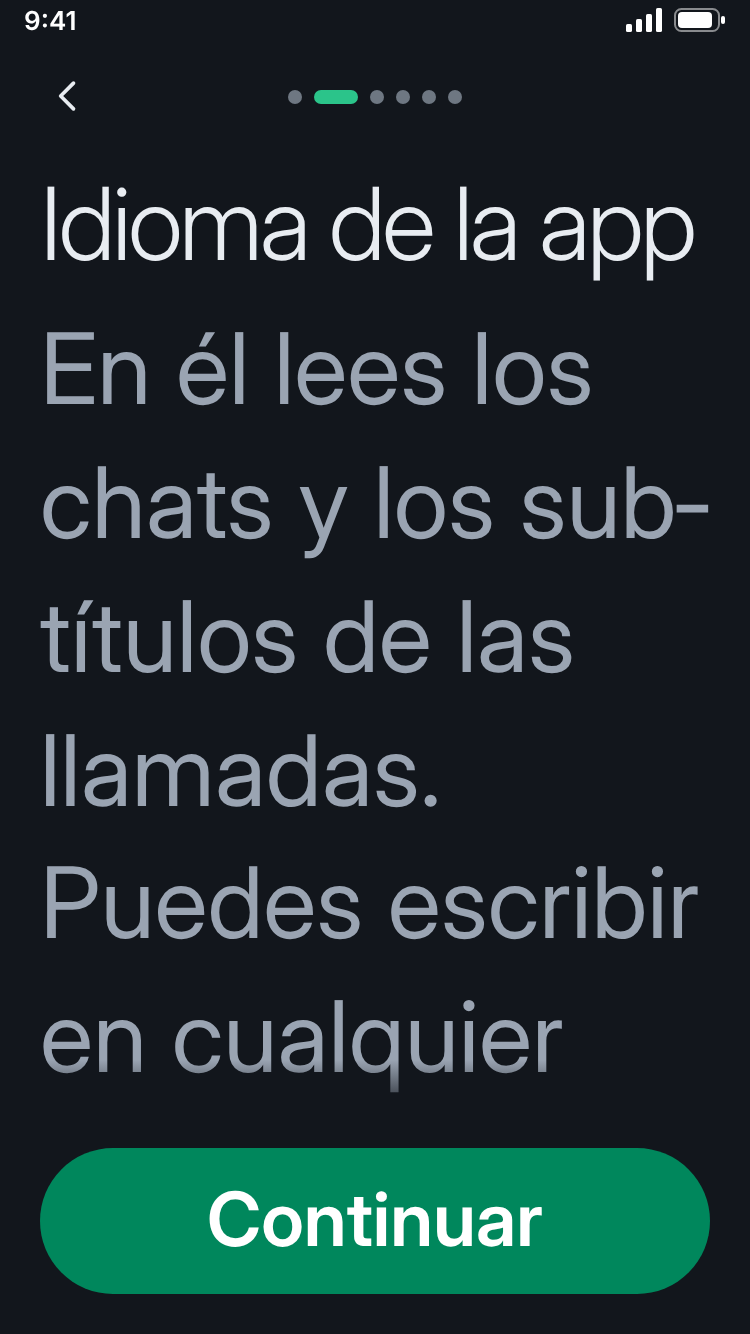 9:41
Idioma de la app
En él lees los
chats y los sub-
títulos de las
llamadas.
Puedes escribir
en cualquier
Continuar